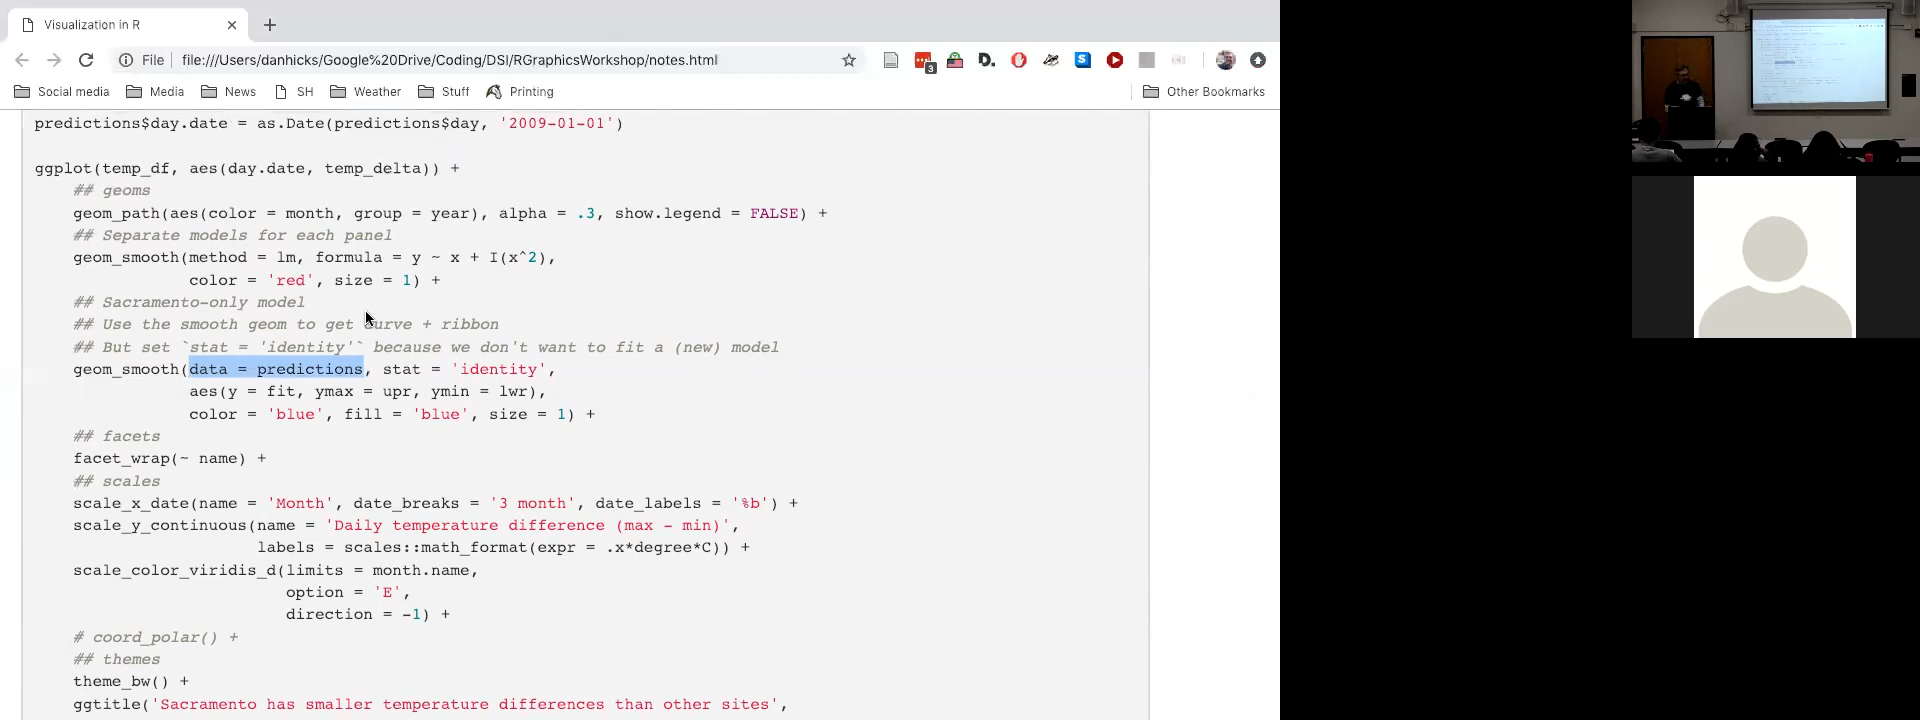 Visualization in R
File file:///Users/danhicks/Google%20Drive/Coding/DSI/RGraphicsWorkshop/notes.html
3
D.
S
Social media Media News SH Weather Stuff Printing Other Bookmarks
predictions$day.date = as.Date(predictions$day, '2009-01-01')
ggplot(temp_df, aes(day.date, temp_delta)) +
## geoms
geom_path(aes(color = month, group = year), alpha = .3, show.legend = FALSE) +
## Separate models for each panel
geom_smooth(method = lm, formula = y ~ x + I(x^2),
color = 'red', size = 1) +
## Sacramento-only model
## Use the smooth geom to get curve + ribbon
## But set `stat = 'identity'` because we don't want to fit a (new) model
geom_smooth(data = predictions, stat = 'identity',
aes(y = fit, ymax = upr, ymin = lwr),
color = 'blue', fill = 'blue', size = 1) +
## facets
facet_wrap(~ name) +
## scales
scale_x_date(name = 'Month', date_breaks = '3 month', date_labels = '%b') +
scale_y_continuous(name = 'Daily temperature difference (max - min)',
labels = scales::math_format(expr = .x*degree*C)) +
scale_color_viridis_d(limits = month.name,
option = 'E',
direction = -1) +
# coord_polar() +
## themes
theme_bw() +
ggtitle('Sacramento has smaller temperature differences than other sites',